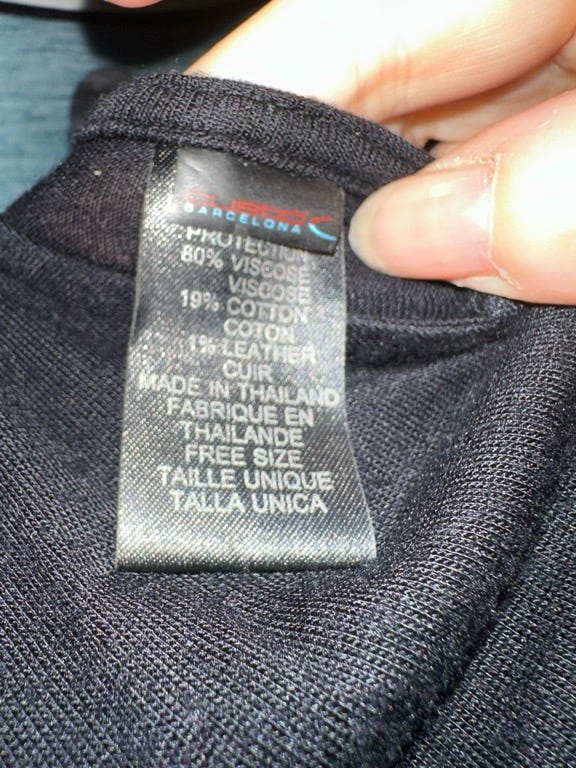 BARCELONA
PROTECTION
80% VISCOSE
VISCOSE
19% COTTON
COTON
1% LEATHER
CUIR
MADE IN THAILAND
FABRIQUE EN
THAILANDE
FREE SIZE
TAILLE UNIQUE
TALLA UNICA